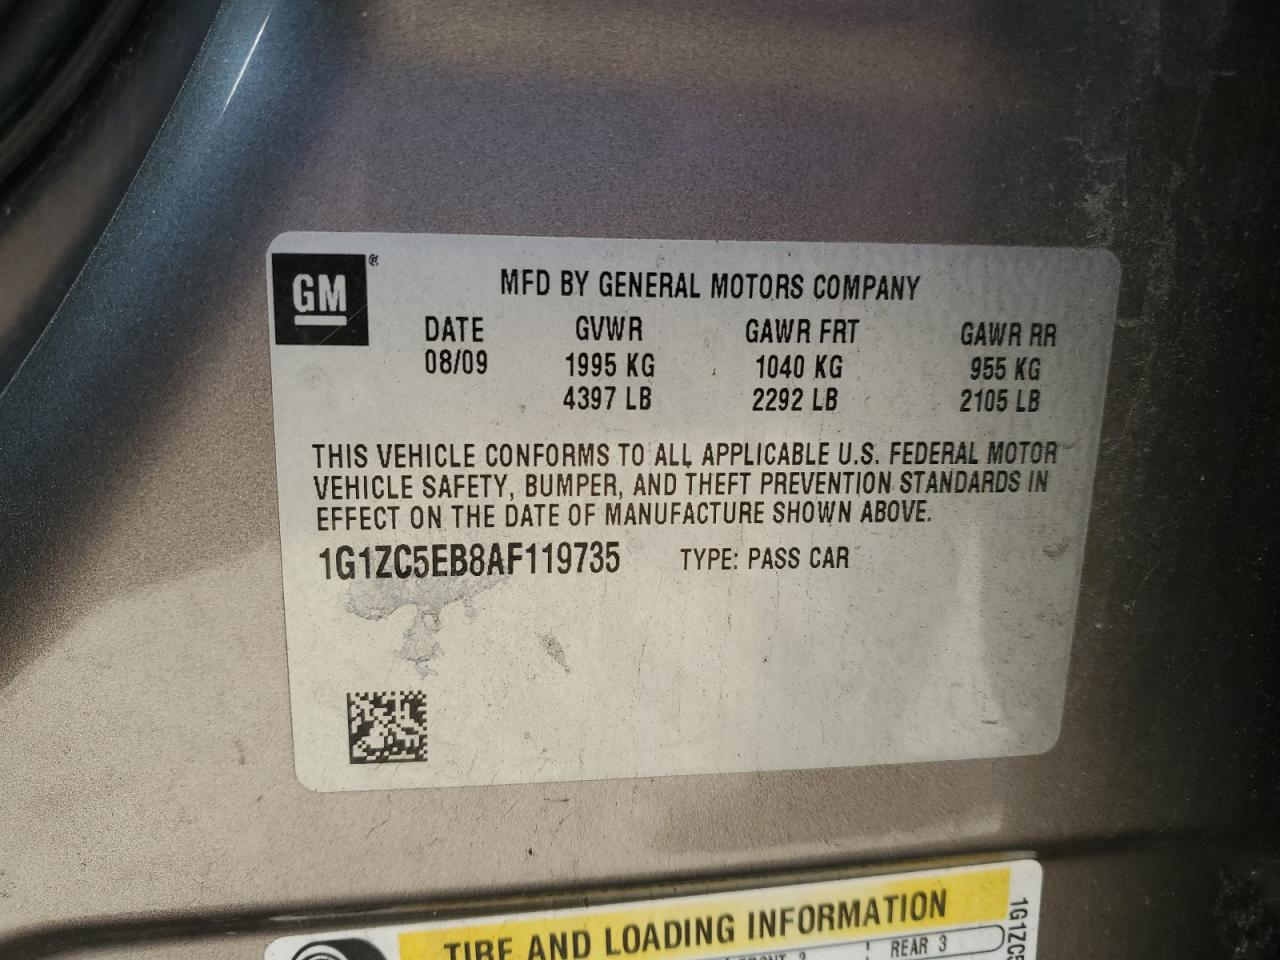 GM®
MFD BY GENERAL MOTORS COMPANY
DATE GVWR GAWR FRT GAWR RR
08/09 1995 KG 1040 KG 955 KG
4397 LB 2292 LB 2105 LB
THIS VEHICLE CONFORMS TO ALL APPLICABLE U.S. FEDERAL MOTOR
VEHICLE SAFETY, BUMPER, AND THEFT PREVENTION STANDARDS IN
EFFECT ON THE DATE OF MANUFACTURE SHOWN ABOVE.
1G1ZC5EB8AF119735 TYPE: PASS CAR
TIRE AND LOADING INFORMATION
FRONT 2 REAR 3
1G1ZC5